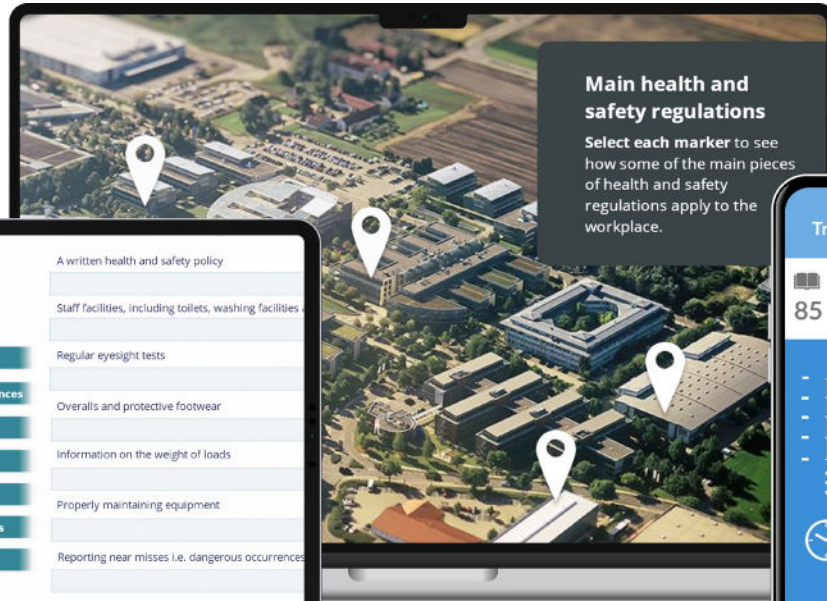 Main health and
safety regulations
Select each marker to see
how some of the main pieces
of health and safety
regulations apply to the
workplace.
A written health and safety policy
Staff facilities, including toilets, washing facilities
Regular eyesight tests
nces
Overalls and protective footwear
Information on the weight of loads
Properly maintaining equipment
s
Reporting near misses i.e. dangerous occurrences
Tr
85